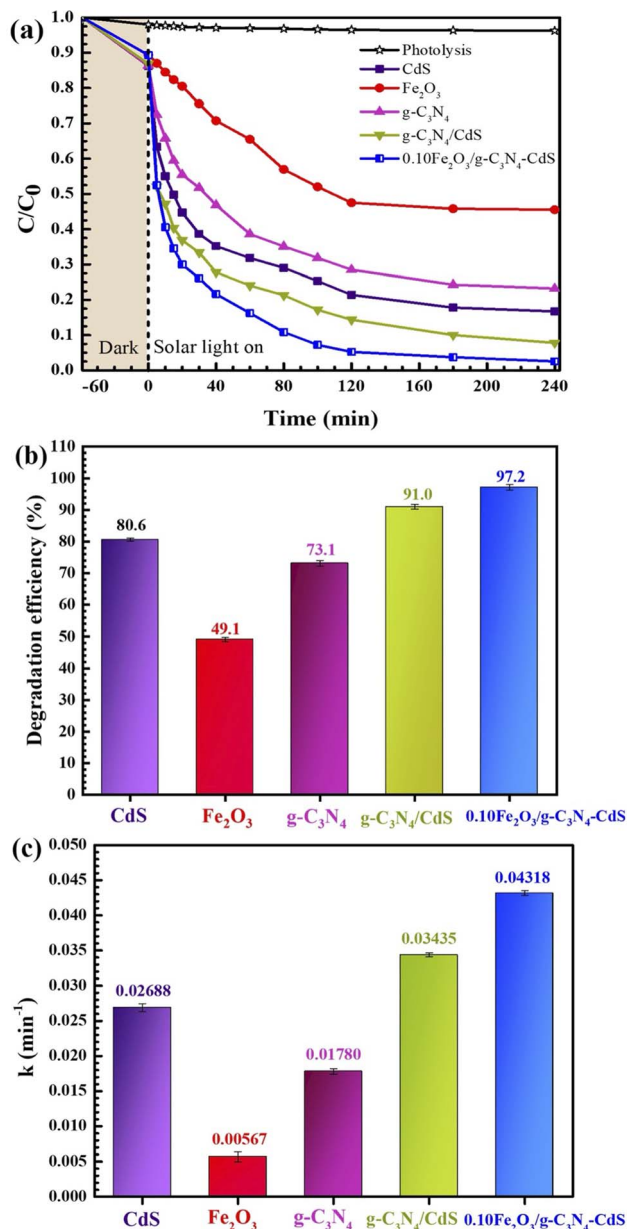 (a)
1.0
0.9
0.8
0.7
0.6
0.5
0.4
0.3
0.2
0.1
0.0
C/C₀
Photolysis
CdS
Fe₂O₃
g-C₃N₄
g-C₃N₄/CdS
0.10Fe₂O₃/g-C₃N₄-CdS
Dark
Solar light on
-60 0 40 80 120 160 200 240
Time (min)
(b)
110
100
90
80
70
60
50
40
30
20
10
0
Degradation efficiency (%)
80.6
49.1
73.1
91.0
97.2
CdS Fe₂O₃ g-C₃N₄ g-C₃N₄/CdS 0.10Fe₂O₃/g-C₃N₄-CdS
(c)
0.050
0.045
0.040
0.035
0.030
0.025
0.020
0.015
0.010
0.005
0.000
k (min⁻¹)
0.02688
0.00567
0.01780
0.03435
0.04318
CdS Fe₂O₃ g-C₃N₄ g-C₃N₄/CdS 0.10Fe₂O₃/g-C₃N₄-CdS